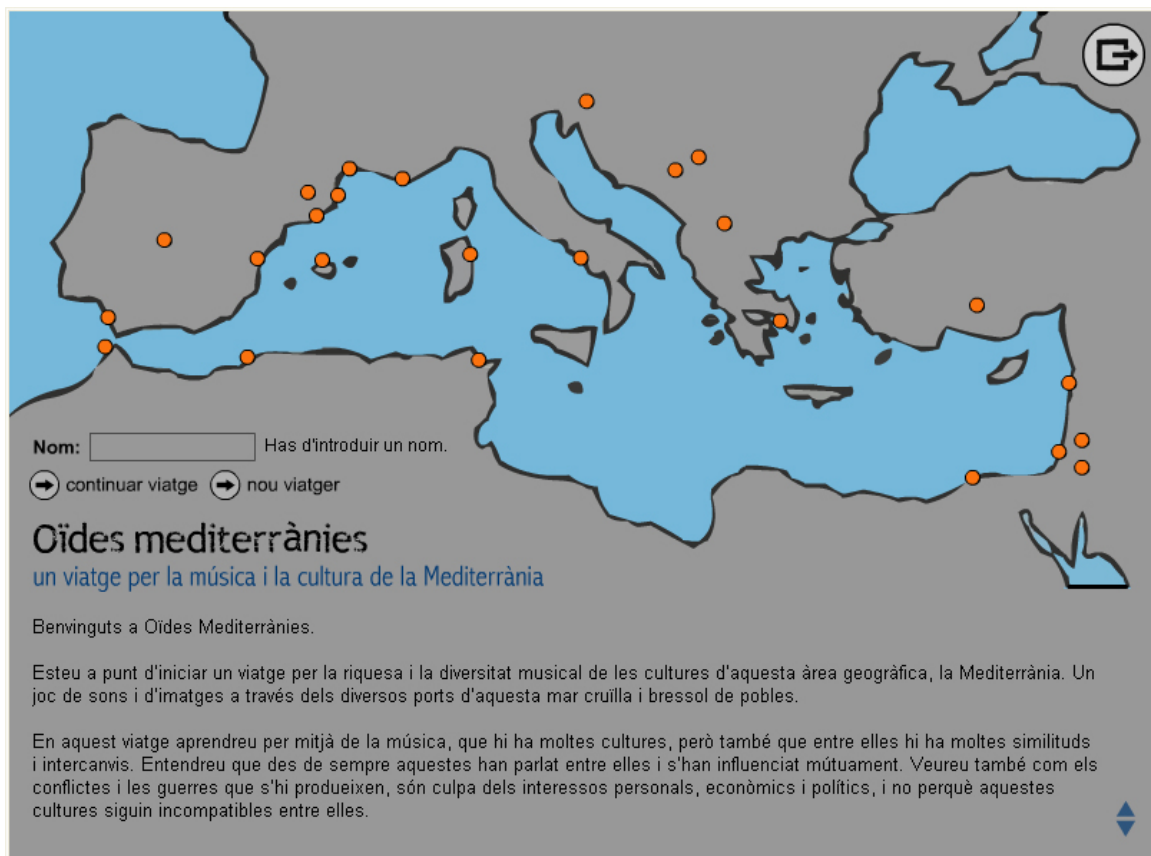 Nom: Has d'introduir un nom.
continuar viatge nou viatger
Oïdes mediterrànies
un viatge per la música i la cultura de la Mediterrània
Benvinguts a Oïdes Mediterrànies.
Esteu a punt d'iniciar un viatge per la riquesa i la diversitat musical de les cultures d'aquesta àrea geogràfica, la Mediterrània. Un
joc de sons i d'imatges a través dels diversos ports d'aquesta mar cruïlla i bressol de pobles.
En aquest viatge aprendreu per mitjà de la música, que hi ha moltes cultures, però també que entre elles hi ha moltes similituds
i intercanvis. Entendreu que des de sempre aquestes han parlat entre elles i s'han influenciat mútuament. Veureu també com els
conflictes i les guerres que s'hi produeixen, són culpa dels interessos personals, econòmics i polítics, i no perquè aquestes
cultures siguin incompatibles entre elles.